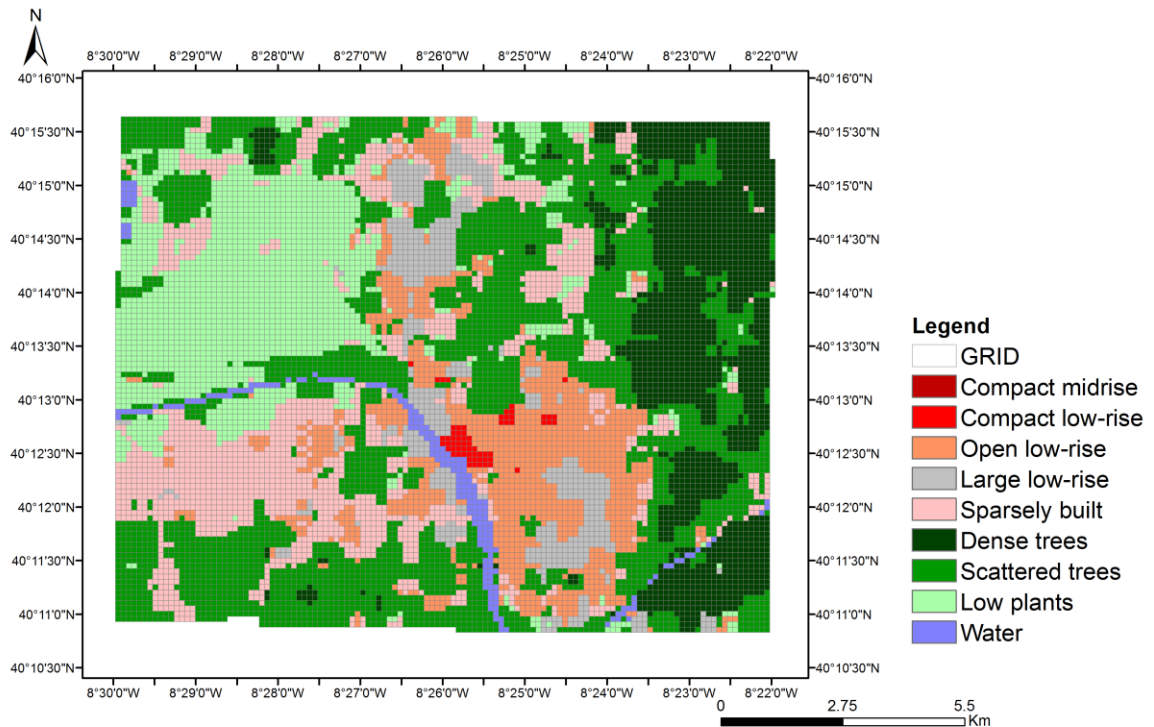 N
8°30'0"W 8°29'0"W 8°28'0"W 8°27'0"W 8°26'0"W 8°25'0"W 8°24'0"W 8°23'0"W 8°22'0"W
40°16'0"N 40°16'0"N
40°15'30"N 40°15'30"N
40°15'0"N 40°15'0"N
40°14'30"N 40°14'30"N
40°14'0"N 40°14'0"N
40°13'30"N 40°13'30"N
40°13'0"N 40°13'0"N
40°12'30"N 40°12'30"N
40°12'0"N 40°12'0"N
40°11'30"N 40°11'30"N
40°11'0"N 40°11'0"N
40°10'30"N 40°10'30"N
8°30'0"W 8°29'0"W 8°28'0"W 8°27'0"W 8°26'0"W 8°25'0"W 8°24'0"W 8°23'0"W 8°22'0"W
Legend
GRID
Compact midrise
Compact low-rise
Open low-rise
Large low-rise
Sparsely built
Dense trees
Scattered trees
Low plants
Water
0 2.75 5.5
Km